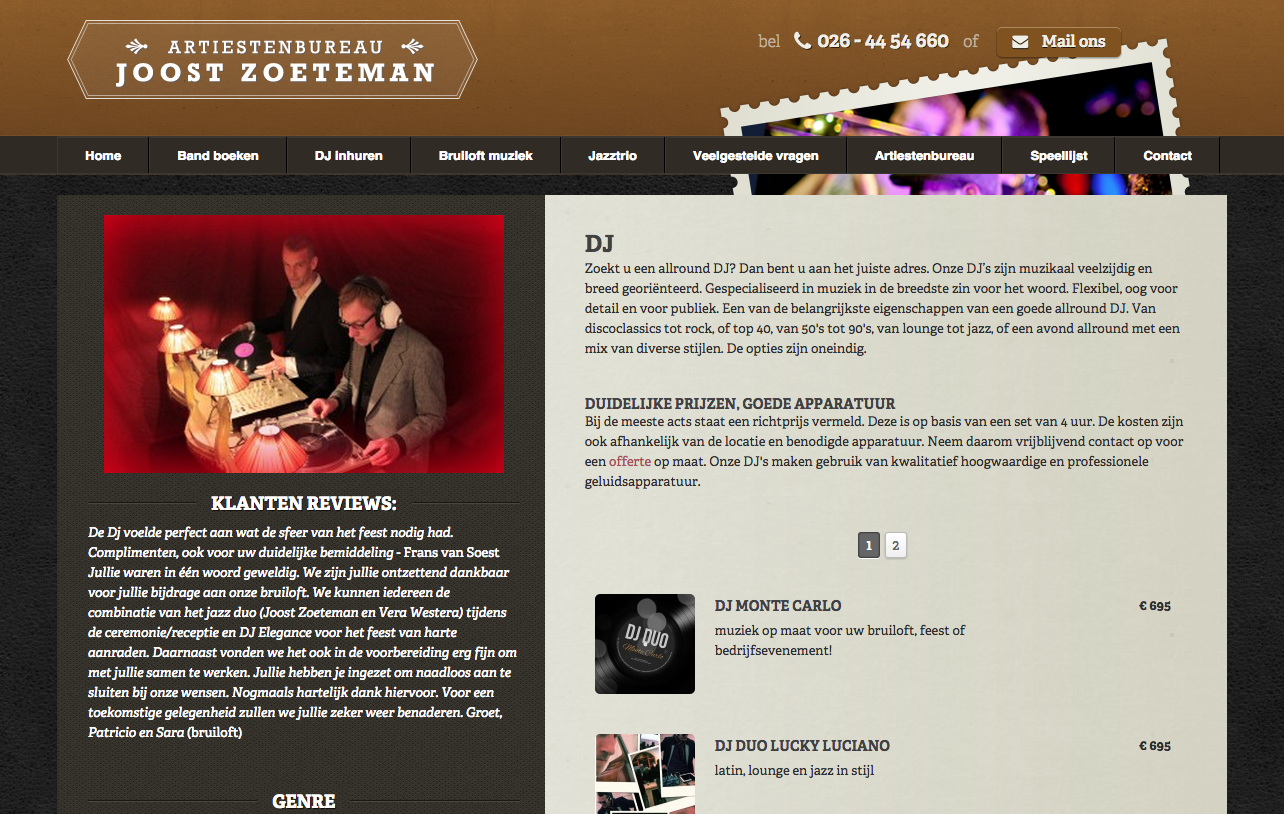 ARTIESTENBUREAU
JOOST ZOETEMAN
bel 026 - 44 54 660 of Mail ons
Home Band boeken DJ inhuren Bruiloft muziek Jazztrio Veelgestelde vragen Artiestenbureau Speellijst Contact
KLANTEN REVIEWS:
De Dj voelde perfect aan wat de sfeer van het feest nodig had.
Complimenten, ook voor uw duidelijke bemiddeling - Frans van Soest
Jullie waren in één woord geweldig. We zijn jullie ontzettend dankbaar
voor jullie bijdrage aan onze bruiloft. We kunnen iedereen de
combinatie van het jazz duo (Joost Zoeteman en Vera Westera) tijdens
de ceremonie/receptie en DJ Elegance voor het feest van harte
aanraden. Daarnaast vonden we het ook in de voorbereiding erg fijn om
met jullie samen te werken. Jullie hebben je ingezet om naadloos aan te
sluiten bij onze wensen. Nogmaals hartelijk dank hiervoor. Voor een
toekomstige gelegenheid zullen we jullie zeker weer benaderen. Groet,
Patricio en Sara (bruiloft)
GENRE
DJ
Zoekt u een allround DJ? Dan bent u aan het juiste adres. Onze DJ's zijn muzikaal veelzijdig en
breed georiënteerd. Gespecialiseerd in muziek in de breedste zin voor het woord. Flexibel, oog voor
detail en voor publiek. Een van de belangrijkste eigenschappen van een goede allround DJ. Van
discoclassics tot rock, of top 40, van 50's tot 90's, van lounge tot jazz, of een avond allround met een
mix van diverse stijlen. De opties zijn oneindig.
DUIDELIJKE PRIJZEN, GOEDE APPARATUUR
Bij de meeste acts staat een richtprijs vermeld. Deze is op basis van een set van 4 uur. De kosten zijn
ook afhankelijk van de locatie en benodigde apparatuur. Neem daarom vrijblijvend contact op voor
een offerte op maat. Onze DJ's maken gebruik van kwalitatief hoogwaardige en professionele
geluidsapparatuur.
1 2
DJ DUO
Monte Carlo
DJ MONTE CARLO € 695
muziek op maat voor uw bruiloft, feest of
bedrijfsevenement!
DJ DUO LUCKY LUCIANO € 695
latin, lounge en jazz in stijl